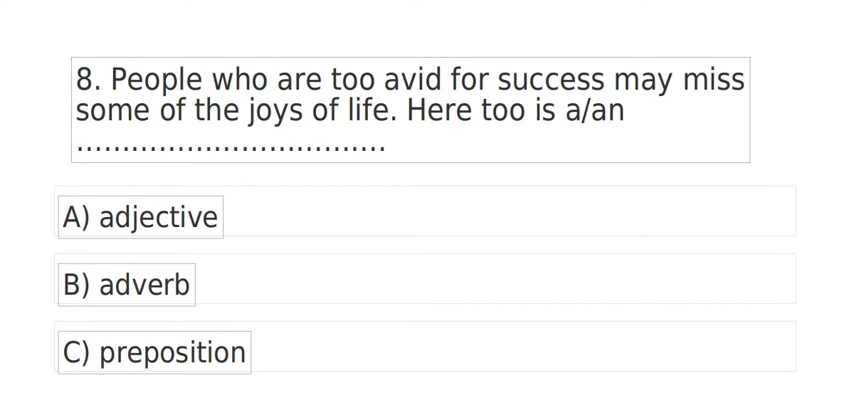 8. People who are too avid for success may miss
some of the joys of life. Here too is a/an
..................................
A) adjective
B) adverb
C) preposition